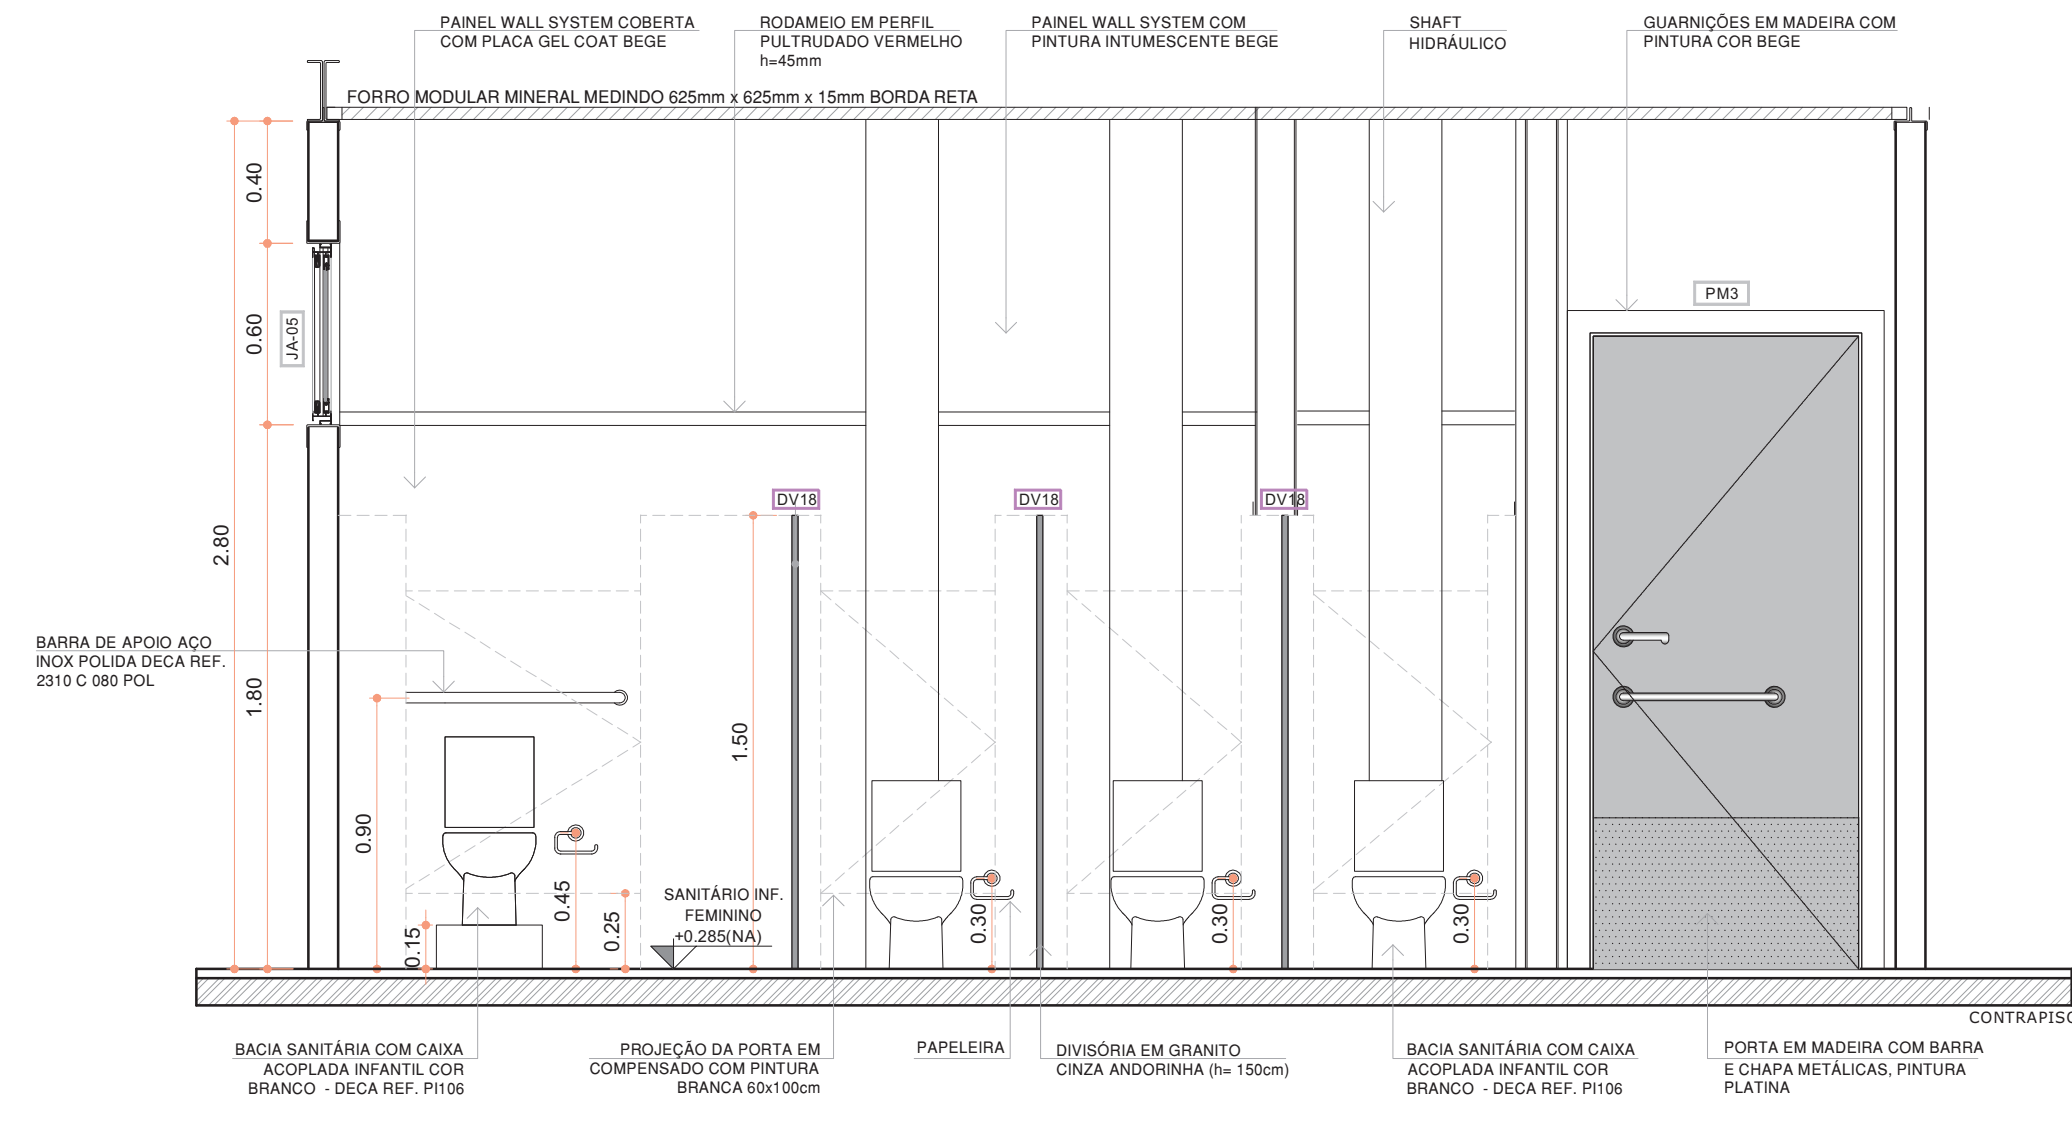 PAINEL WALL SYSTEM COBERTA
COM PLACA GEL COAT BEGE
RODAMEIO EM PERFIL
PULTRUDADO VERMELHO
h=45mm
PAINEL WALL SYSTEM COM
PINTURA INTUMESCENTE BEGE
SHAFT
HIDRÁULICO
GUARNIÇÕES EM MADEIRA COM
PINTURA COR BEGE
FORRO MODULAR MINERAL MEDINDO 625mm x 625mm x 15mm BORDA RETA
0.40
0.60
JA-05
PM3
2.80
1.80
DV18
DV18
DV18
BARRA DE APOIO AÇO
INOX POLIDA DECA REF.
2310 C 080 POL
1.50
0.90
0.45
0.25
0.15
SANITÁRIO INF.
FEMININO
+0.285(NA)
0.30
0.30
0.30
CONTRAPISO
BACIA SANITÁRIA COM CAIXA
ACOPLADA INFANTIL COR
BRANCO - DECA REF. PI106
PROJEÇÃO DA PORTA EM
COMPENSADO COM PINTURA
BRANCA 60x100cm
PAPELEIRA
DIVISÓRIA EM GRANITO
CINZA ANDORINHA (h= 150cm)
BACIA SANITÁRIA COM CAIXA
ACOPLADA INFANTIL COR
BRANCO - DECA REF. PI106
PORTA EM MADEIRA COM BARRA
E CHAPA METÁLICAS, PINTURA
PLATINA